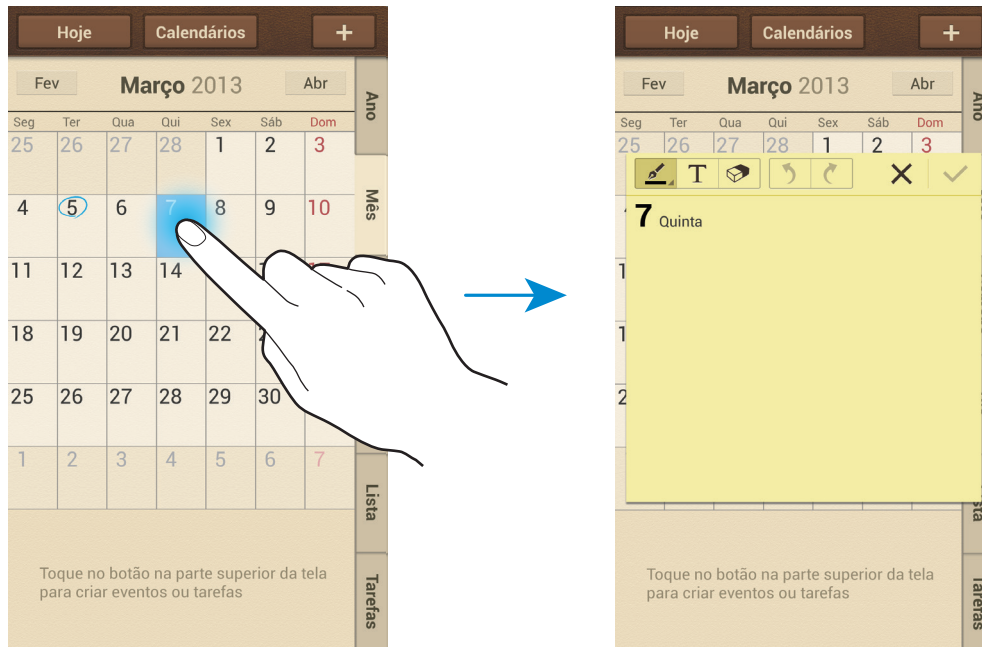 Hoje Calendários +
Fev Março 2013 Abr
Ano
Seg Ter Qua Qui Sex Sáb Dom
25 26 27 28 1 2 3
Mês
4 5 6 7 8 9 10
11 12 13 14
18 19 20 21 22
25 26 27 28 29 30
1 2 3 4 5 6 7
Lista
Toque no botão na parte superior da tela
para criar eventos ou tarefas
Tarefas
Hoje Calendários +
Fev Março 2013 Abr
Ano
Seg Ter Qua Qui Sex Sáb Dom
25 26 27 28 1 2 3
T
7 Quinta
Toque no botão na parte superior da tela
para criar eventos ou tarefas
Tarefas